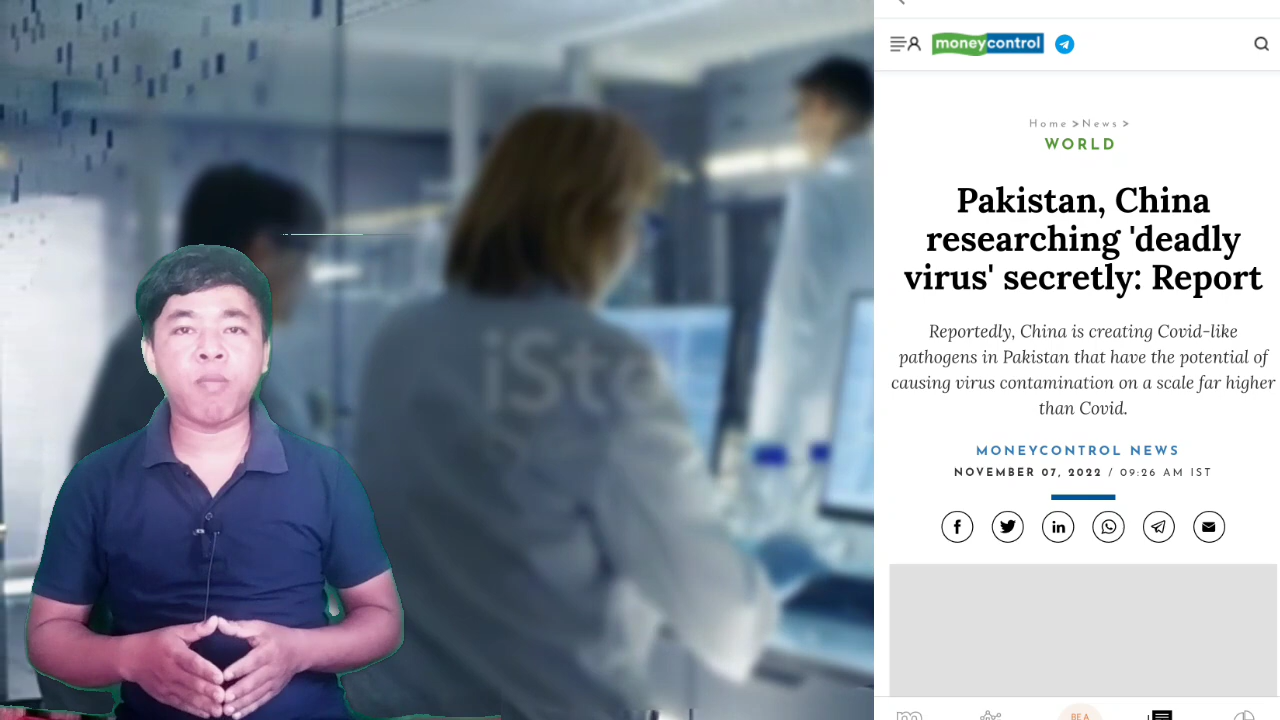 iSto
moneycontrol
Home > News >
WORLD
Pakistan, China
researching 'deadly
virus' secretly: Report
Reportedly, China is creating Covid-like
pathogens in Pakistan that have the potential of
causing virus contamination on a scale far higher
than Covid.
MONEYCONTROL NEWS
NOVEMBER 07, 2022 / 09:26 AM IST
BE A